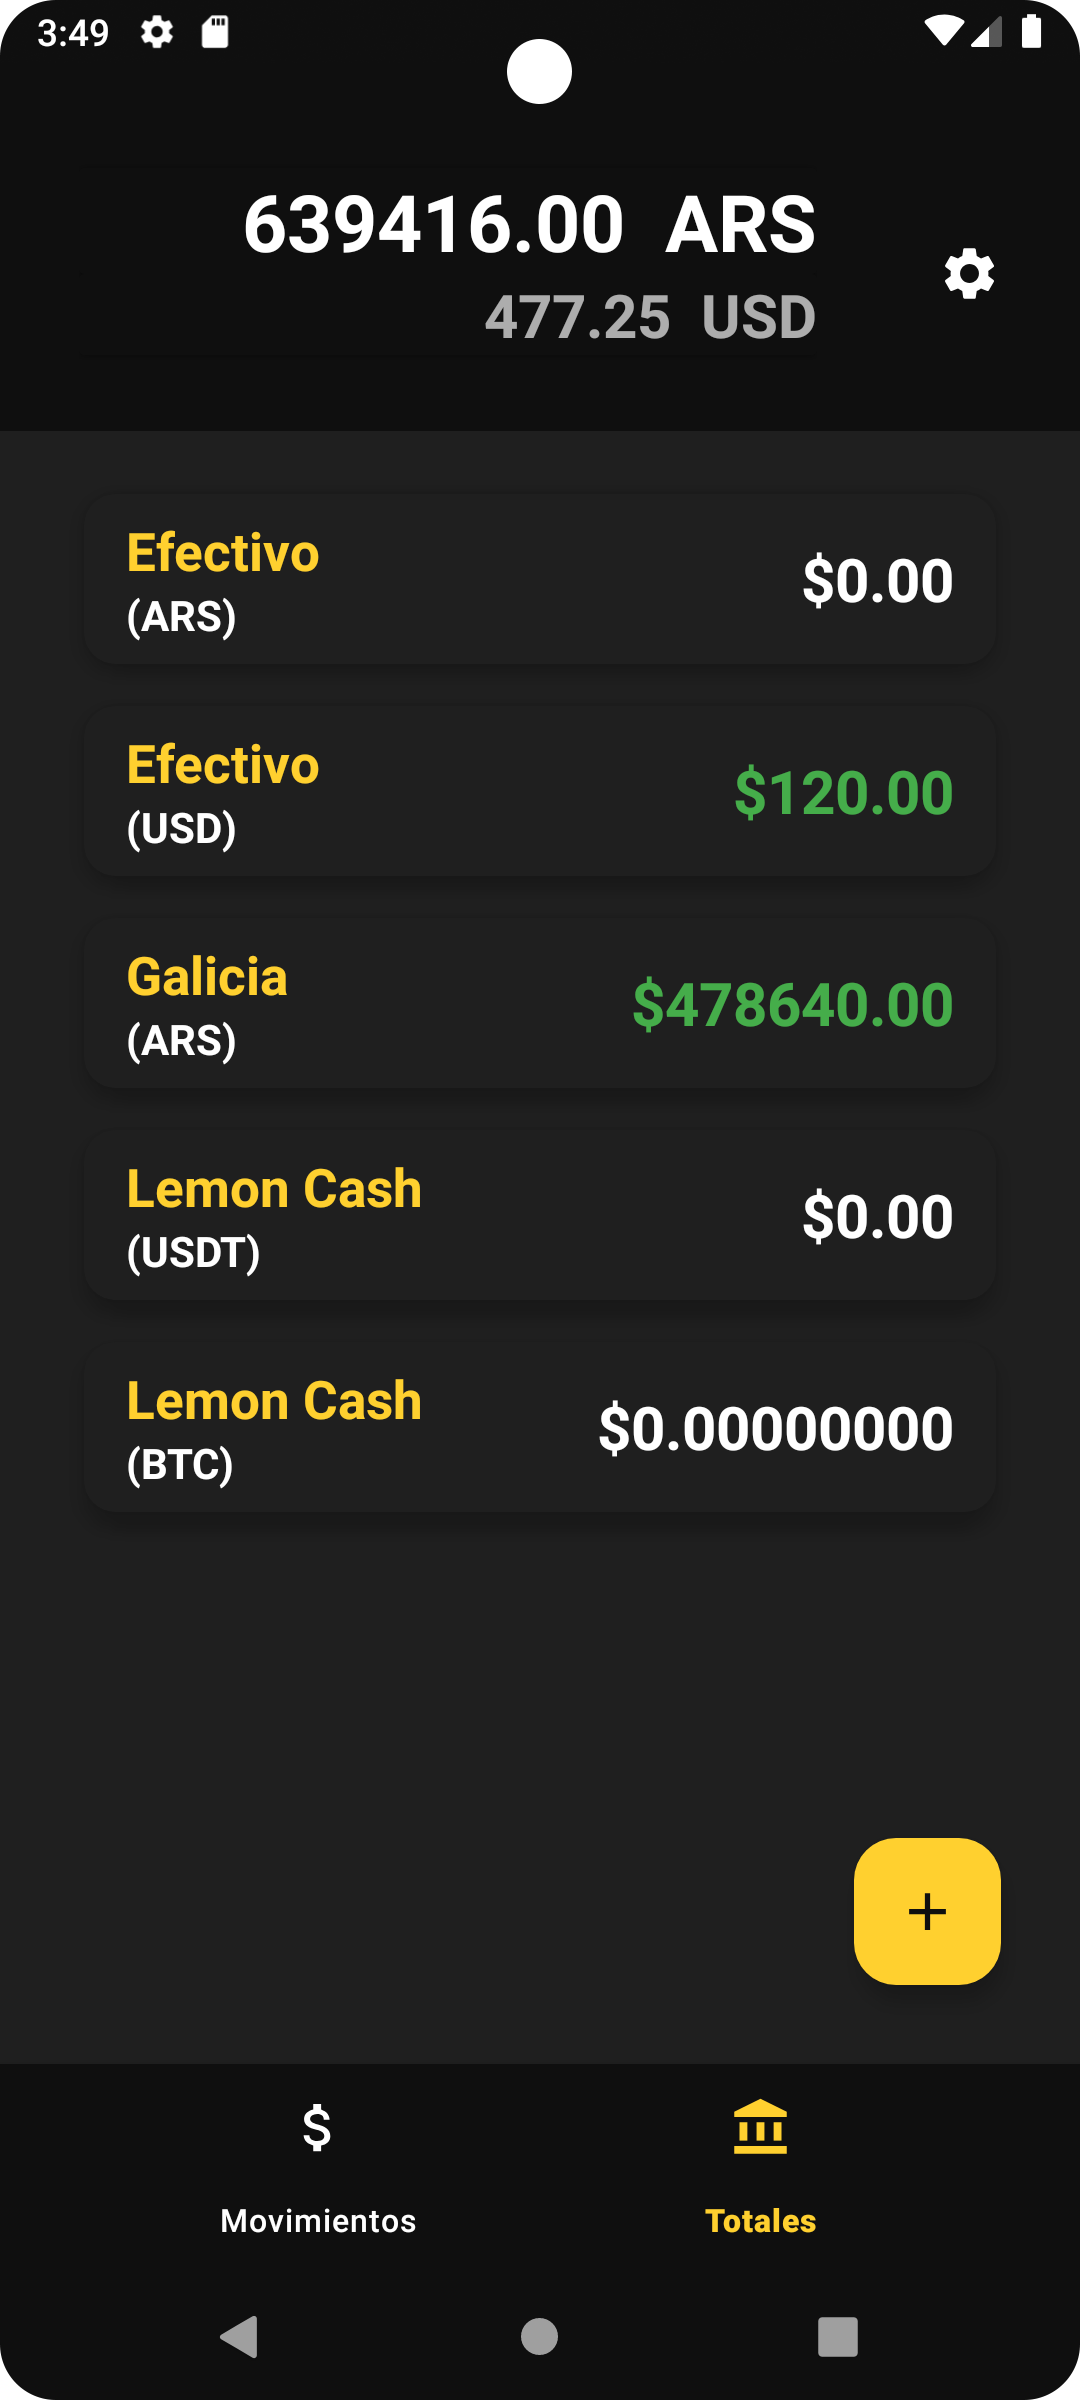 3:49
639416.00 ARS
477.25 USD
Efectivo
(ARS)
$0.00
Efectivo
(USD)
$120.00
Galicia
(ARS)
$478640.00
Lemon Cash
(USDT)
$0.00
Lemon Cash
(BTC)
$0.00000000
+
$
Movimientos
Totales